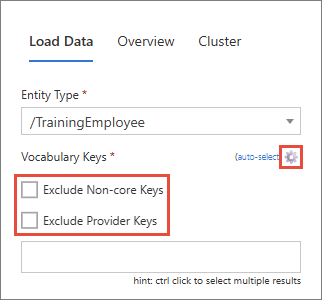 Load Data Overview Cluster
Entity Type *
/TrainingEmployee
Vocabulary Keys * (auto-select
Exclude Non-core Keys
Exclude Provider Keys
hint: ctrl click to select multiple results